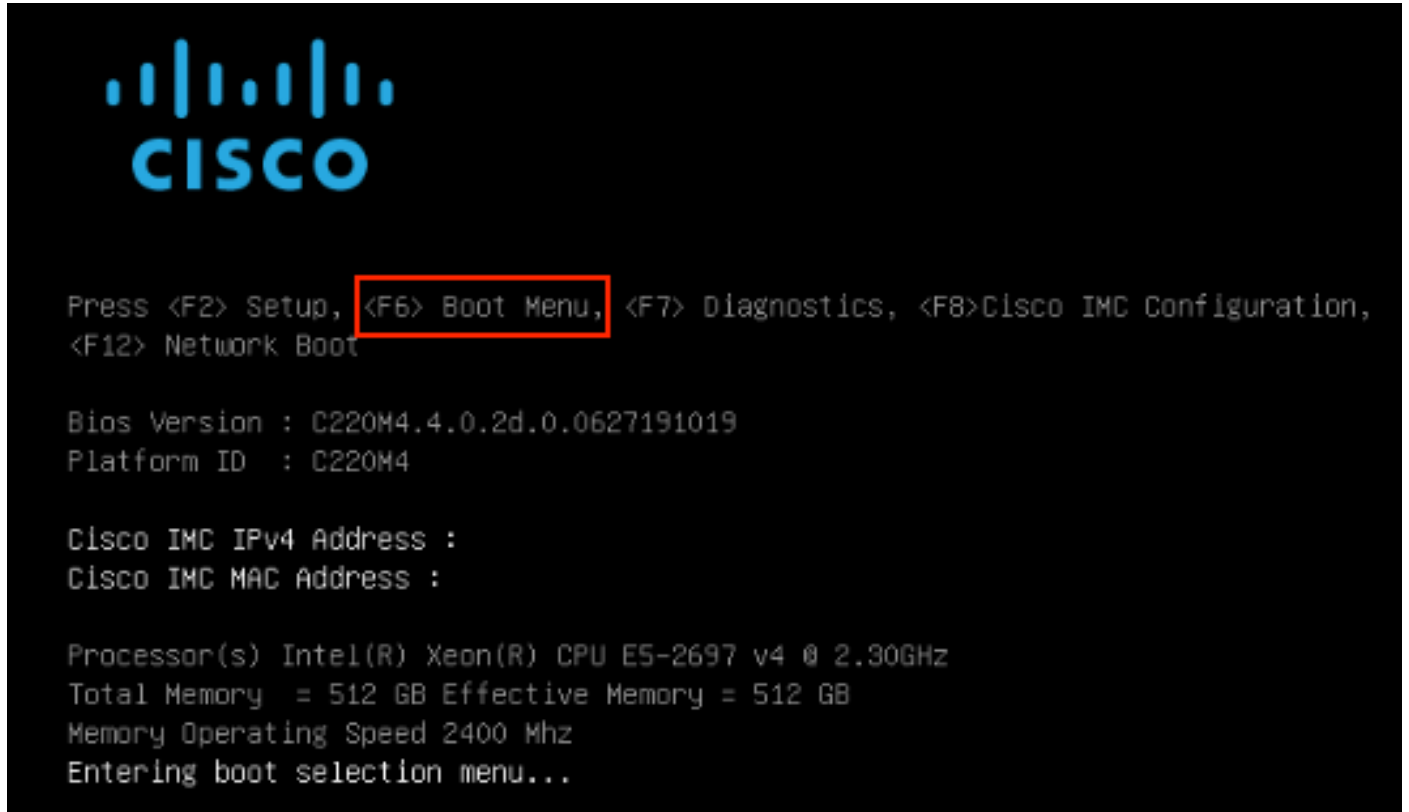 CISCO
Press <F2> Setup, <F6> Boot Menu, <F7> Diagnostics, <F8>Cisco IMC Configuration,
<F12> Network Boot
Bios Version : C220M4.4.0.2d.0.0627191019
Platform ID  : C220M4
Cisco IMC IPv4 Address :
Cisco IMC MAC Address :
Processor(s) Intel(R) Xeon(R) CPU E5-2697 v4 @ 2.30GHz
Total Memory  = 512 GB Effective Memory = 512 GB
Memory Operating Speed 2400 Mhz
Entering boot selection menu...